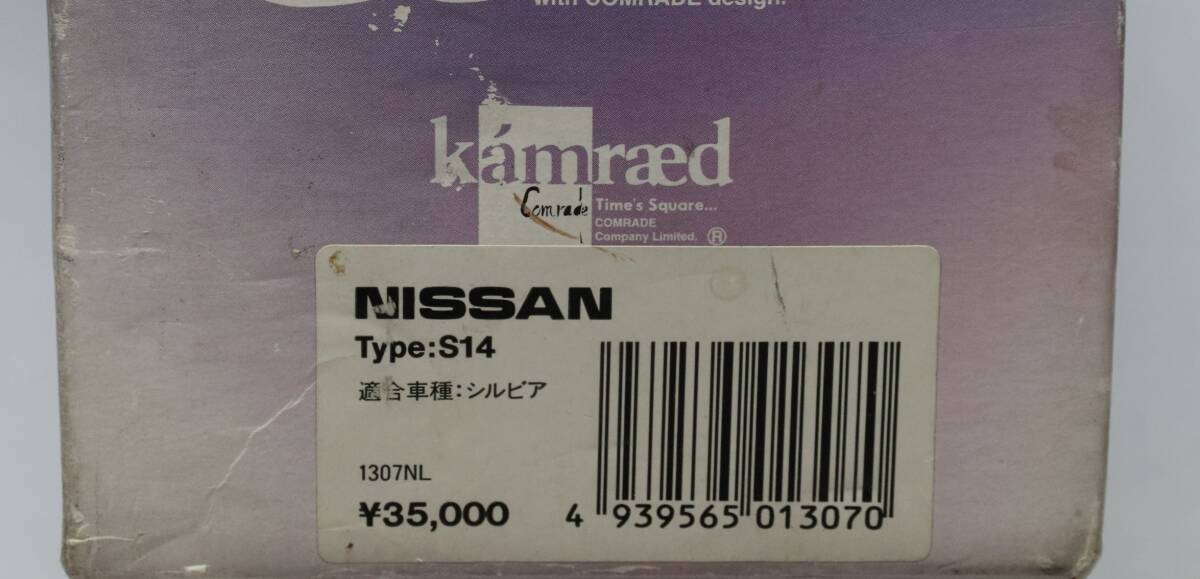 with COMRADE design.
kámræd
Comrade
Time's Square...
COMRADE
Company Limited. ®
NISSAN
Type:S14
適合車種:シルビア
1307NL
¥35,000
4 939565 013070